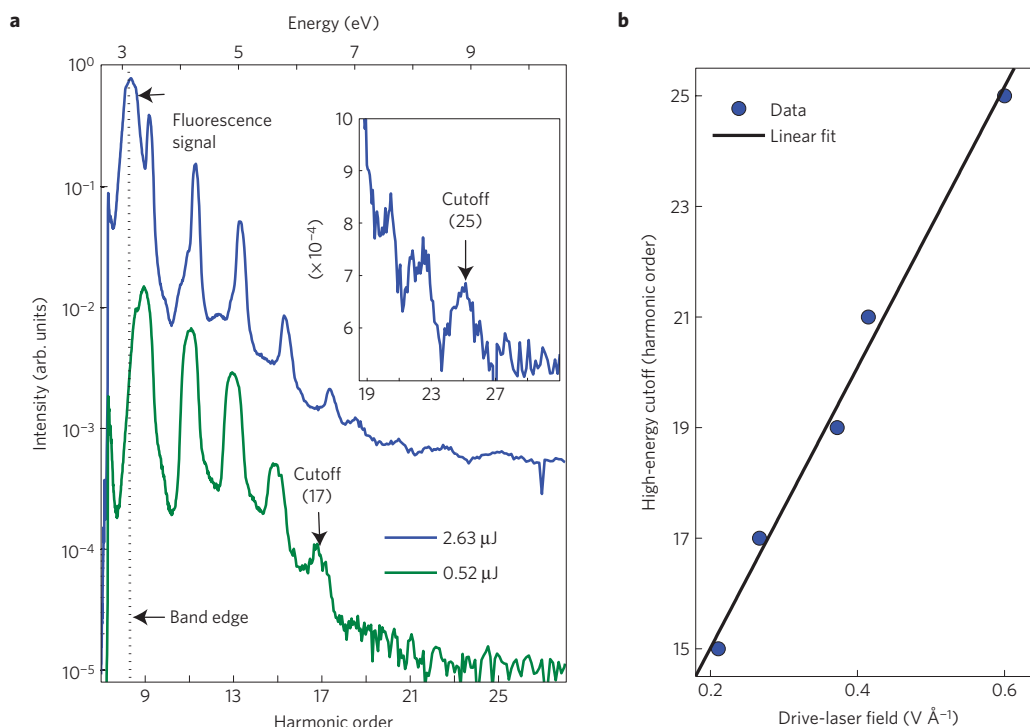 a
Energy (eV)
3 5 7 9
10⁰
10⁻¹
10⁻²
10⁻³
10⁻⁴
10⁻⁵
Intensity (arb. units)
Fluorescence
signal
10
9
8
7
6
(×10⁻⁴)
Cutoff
(25)
19 23 27
Cutoff
(17)
2.63 μJ
0.52 μJ
Band edge
9 13 17 21 25
Harmonic order
b
25
23
21
19
17
15
High-energy cutoff (harmonic order)
Data
Linear fit
0.2 0.4 0.6
Drive-laser field (V Å⁻¹)